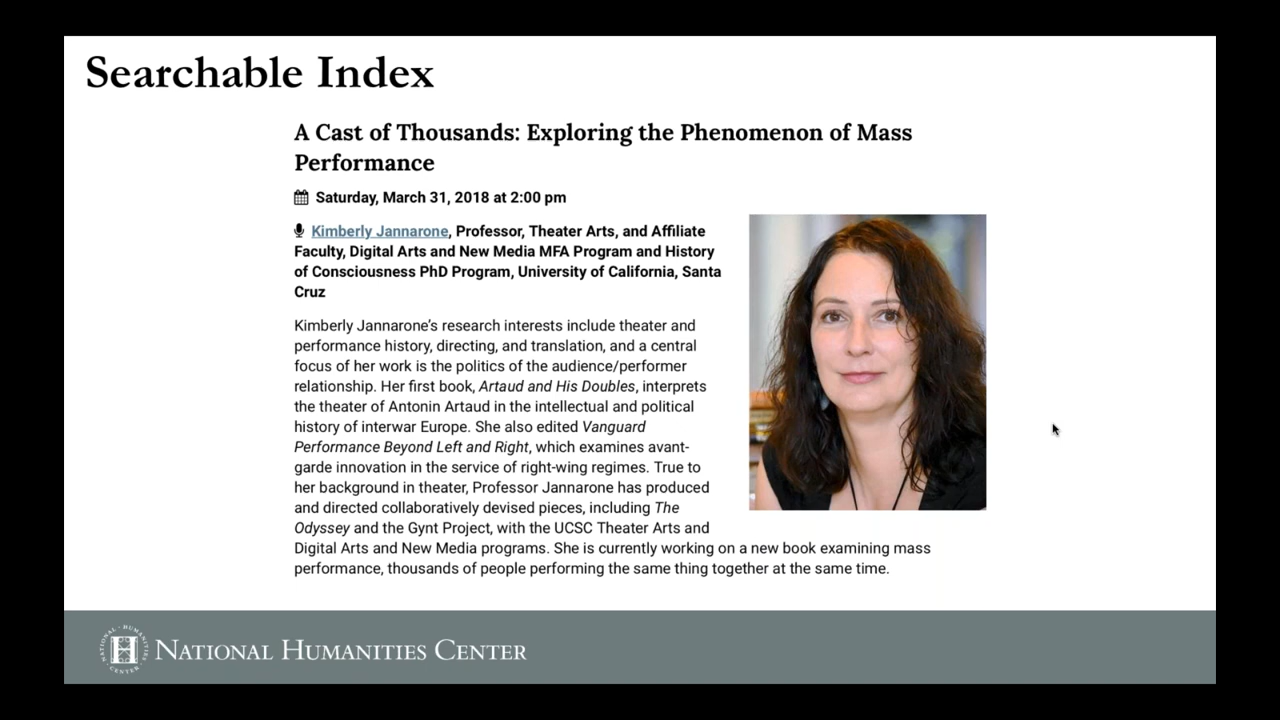 Searchable Index
A Cast of Thousands: Exploring the Phenomenon of Mass
Performance
Saturday, March 31, 2018 at 2:00 pm
Kimberly Jannarone, Professor, Theater Arts, and Affiliate
Faculty, Digital Arts and New Media MFA Program and History
of Consciousness PhD Program, University of California, Santa
Cruz
Kimberly Jannarone’s research interests include theater and
performance history, directing, and translation, and a central
focus of her work is the politics of the audience/performer
relationship. Her first book, Artaud and His Doubles, interprets
the theater of Antonin Artaud in the intellectual and political
history of interwar Europe. She also edited Vanguard
Performance Beyond Left and Right, which examines avant-
garde innovation in the service of right-wing regimes. True to
her background in theater, Professor Jannarone has produced
and directed collaboratively devised pieces, including The
Odyssey and the Gynt Project, with the UCSC Theater Arts and
Digital Arts and New Media programs. She is currently working on a new book examining mass
performance, thousands of people performing the same thing together at the same time.
NATIONAL · HUMANITIES · CENTER ·
H
NATIONAL HUMANITIES CENTER